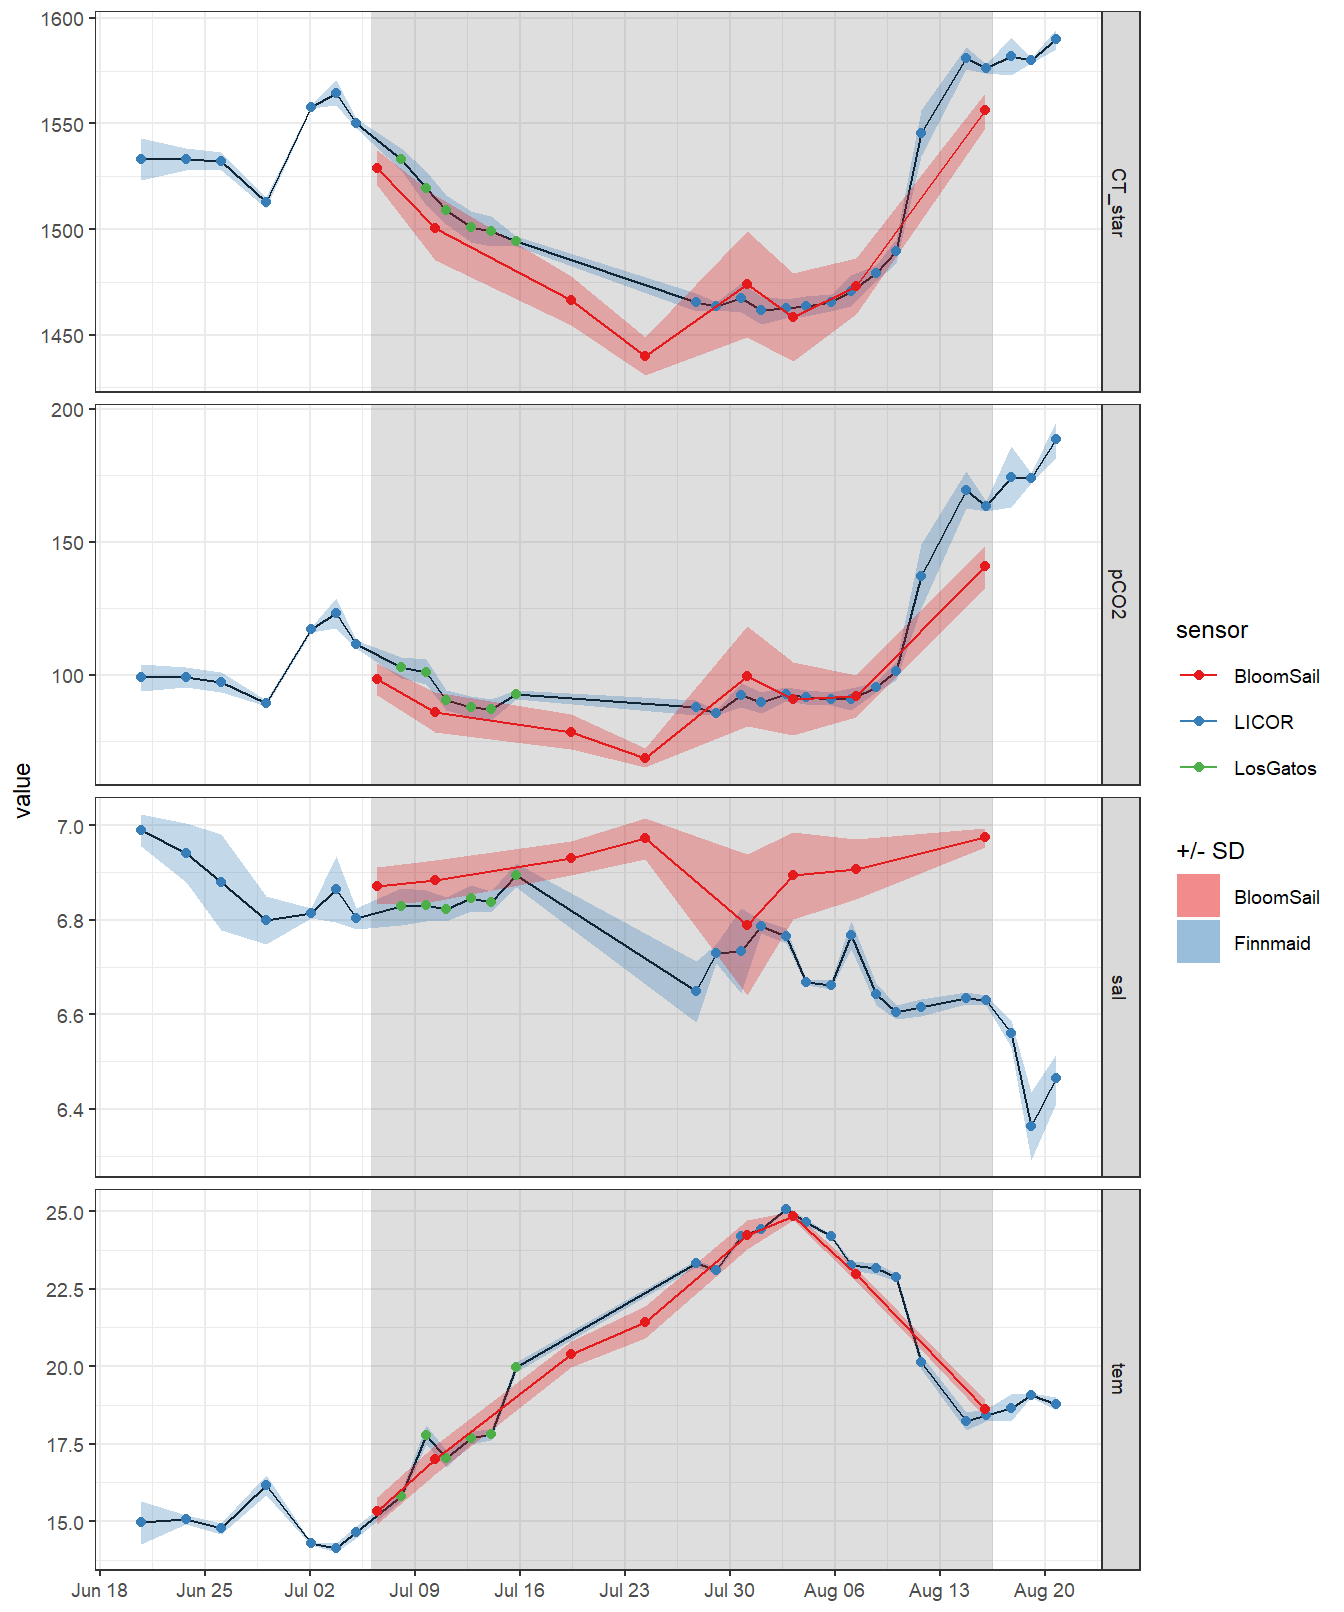 1600
1550
1500
1450
CT_star
200
150
100
pCO2
7.0
6.8
6.6
6.4
sal
25.0
22.5
20.0
17.5
15.0
tem
value
Jun 18 Jun 25 Jul 02 Jul 09 Jul 16 Jul 23 Jul 30 Aug 06 Aug 13 Aug 20
sensor
BloomSail
LICOR
LosGatos
+/- SD
BloomSail
Finnmaid